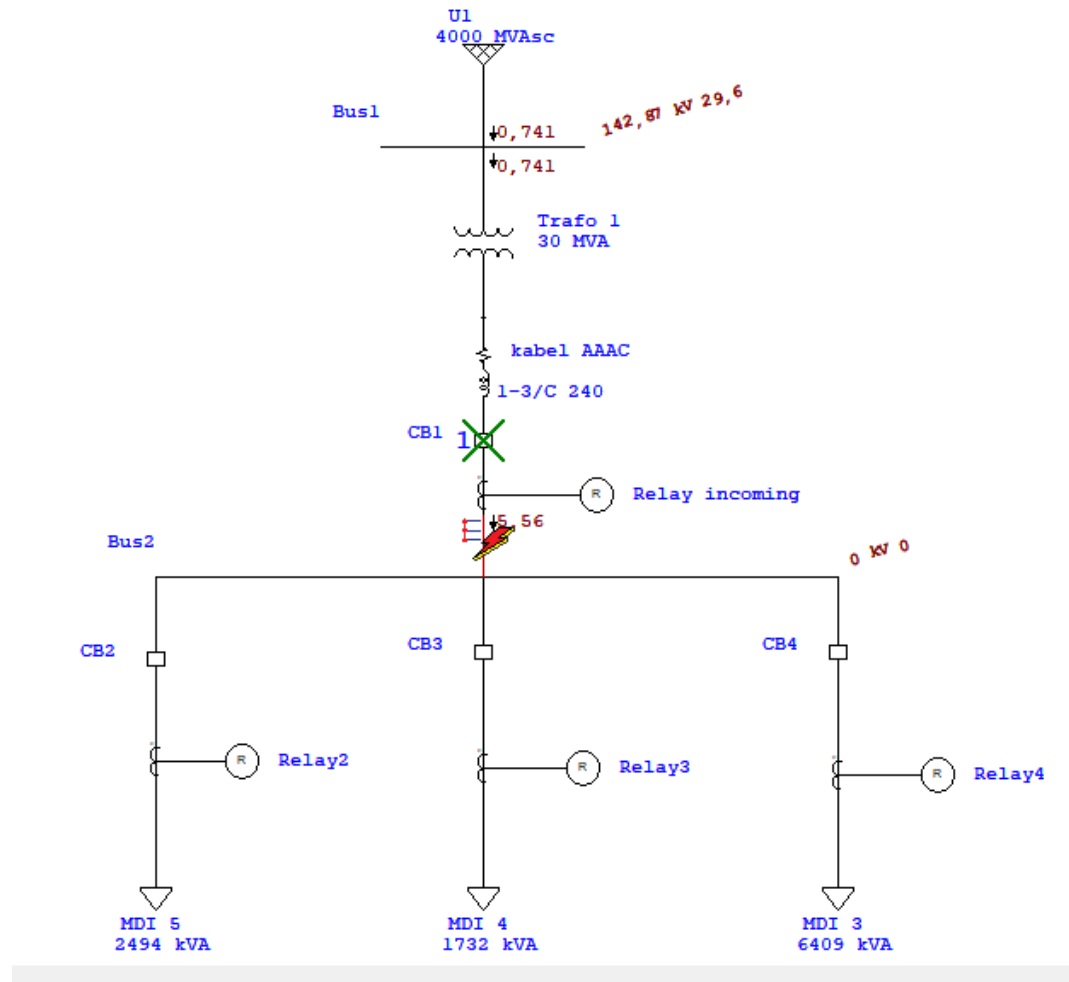 U1
4000 MVAsc
Bus1
142,87 kV 29,6
0,741
0,741
Trafo 1
30 MVA
kabel AAAC
1-3/C 240
CB1
1
R
Relay incoming
5,56
Bus2
0 kV 0
CB2
CB3
CB4
R
Relay2
R
Relay3
R
Relay4
MDI 5
2494 kVA
MDI 4
1732 kVA
MDI 3
6409 kVA